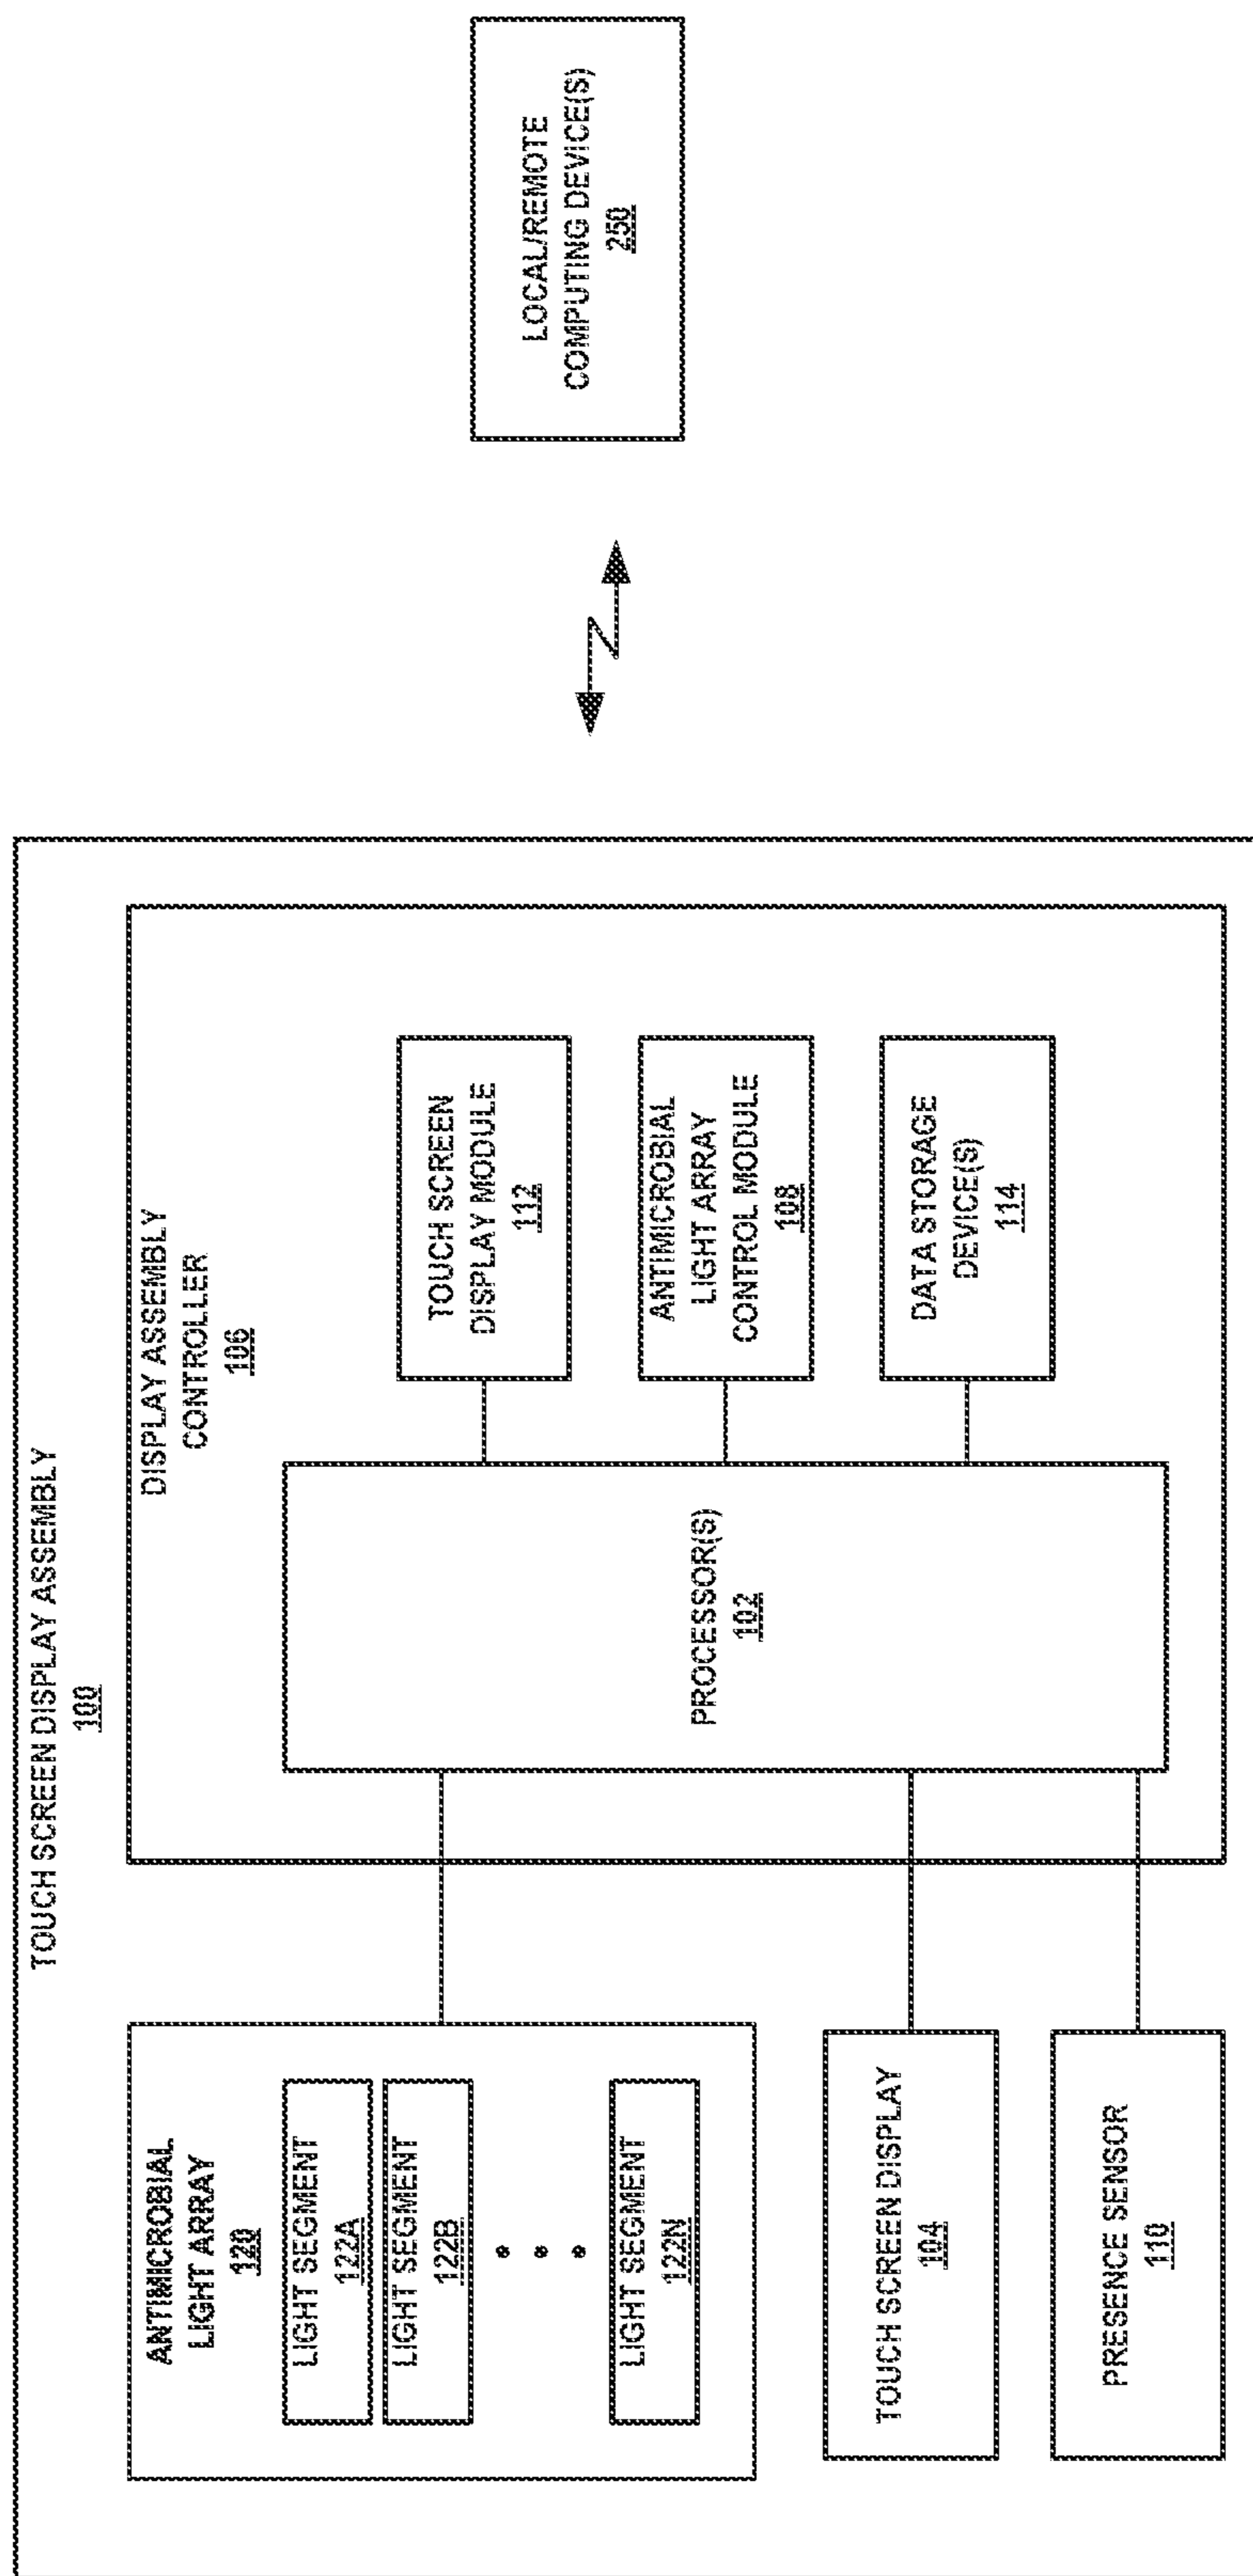 TOUCH SCREEN DISPLAY ASSEMBLY
100
ANTIMICROBIAL
LIGHT ARRAY
120
LIGHT SEGMENT
122A
LIGHT SEGMENT
122B
LIGHT SEGMENT
122N
TOUCH SCREEN DISPLAY
104
PRESENCE SENSOR
110
DISPLAY ASSEMBLY
CONTROLLER
106
PROCESSOR(S)
102
TOUCH SCREEN
DISPLAY MODULE
112
ANTIMICROBIAL
LIGHT ARRAY
CONTROL MODULE
108
DATA STORAGE
DEVICE(S)
114
LOCAL/REMOTE
COMPUTING DEVICE(S)
250